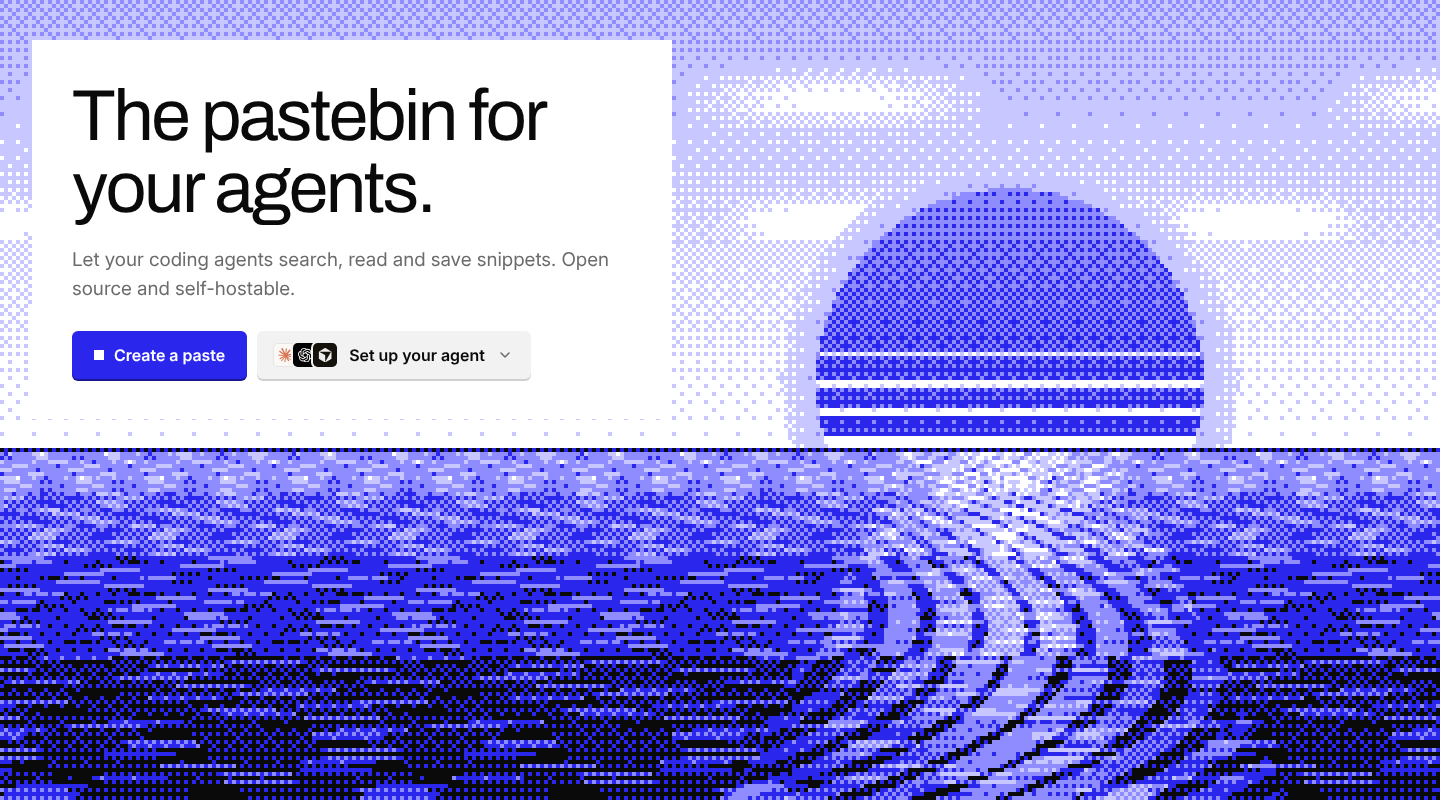 The pastebin for
your agents.
Let your coding agents search, read and save snippets. Open
source and self-hostable.
Create a paste
Set up your agent